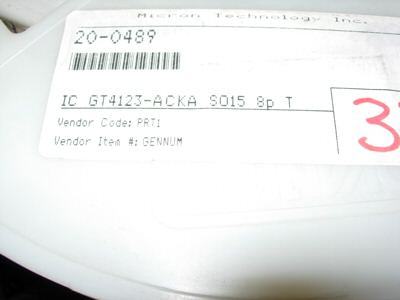 Micron Technology Inc.
20-0489
IC GT4123-ACKA SO15 8p T
Vendor Code: PRT1
Vendor Item #: GENNUM
3